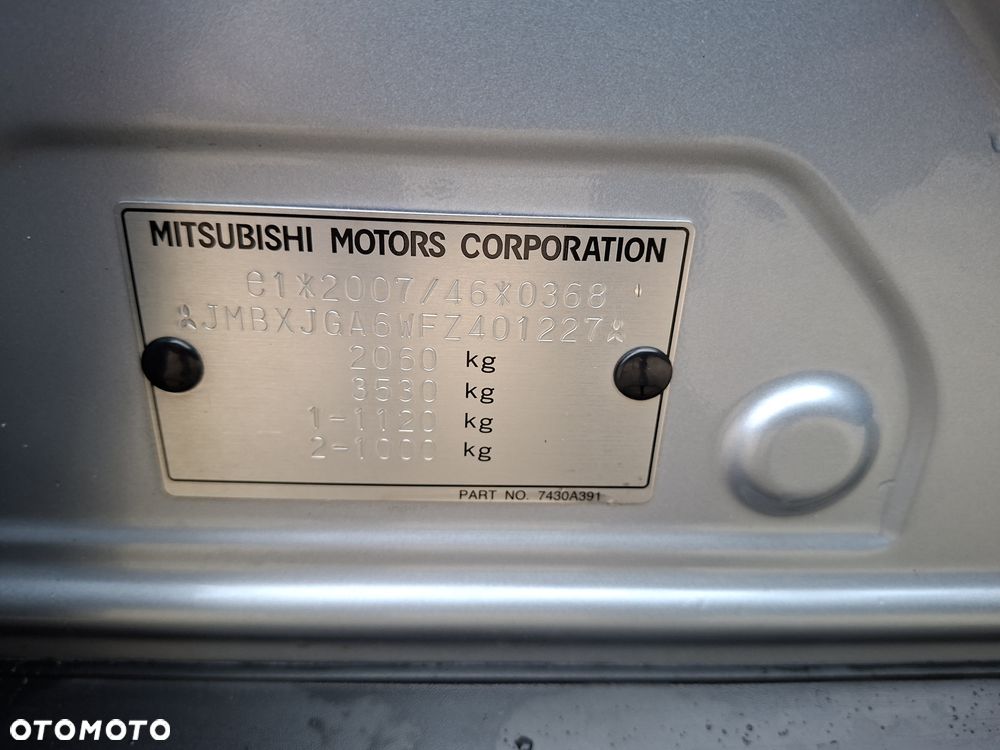 MITSUBISHI MOTORS CORPORATION
e1*2007/46*0368
*JMBXJGA6WFZ401227*
2060 kg
3530 kg
1-1120 kg
2-1000 kg
PART NO. 7430A391
OTOMOTO